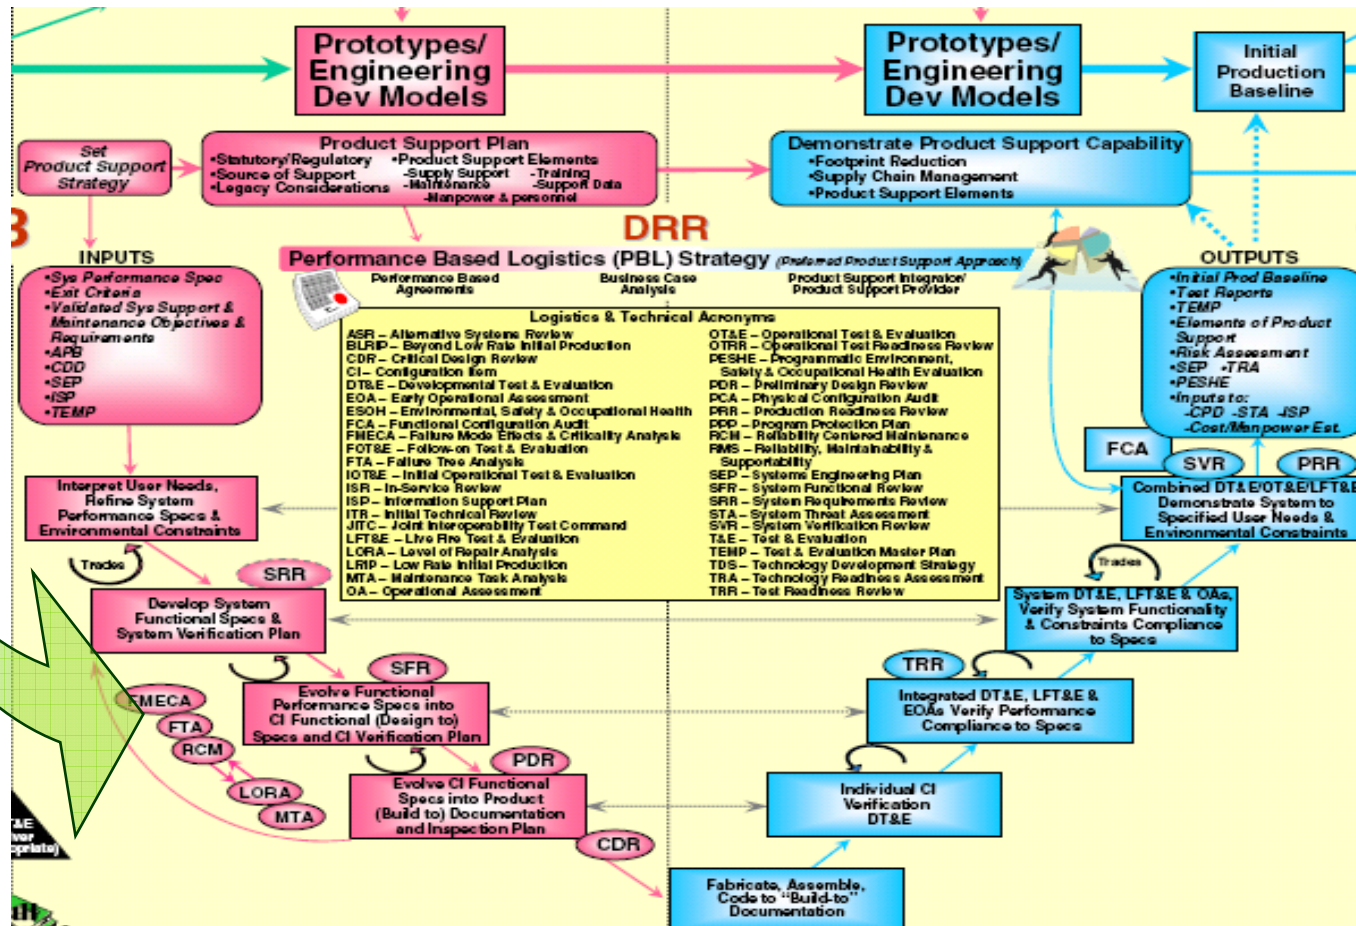 Prototypes/
Engineering
Dev Models
Prototypes/
Engineering
Dev Models
Initial
Production
Baseline
Set
Product Support
Strategy
Product Support Plan
•Statutory/Regulatory
•Source of Support
•Legacy Considerations
•Product Support Elements
-Supply Support -Training
-Maintenance -Support Data
-Manpower & personnel
Demonstrate Product Support Capability
•Footprint Reduction
•Supply Chain Management
•Product Support Elements
DRR
Performance Based Logistics (PBL) Strategy (Preferred Product Support Approach)
Performance Based
Agreements
Business Case
Analysis
Product Support Integrator/
Product Support Provider
INPUTS
•Sys Performance Spec
•Exit Criteria
•Validated Sys Support &
Maintenance Objectives &
Requirements
•APB
•CDD
•SEP
•ISP
•TEMP
OUTPUTS
•Initial Prod Baseline
•Test Reports
•TEMP
•Elements of Product
Support
•Risk Assessment
•SEP •TRA
•PESHE
•Inputs to:
-CPD -STA -ISP
-Cost/Manpower Est.
Logistics & Technical Acronyms
ASR – Alternative Systems Review
BLRIP – Beyond Low Rate Initial Production
CDR – Critical Design Review
CI – Configuration Item
DT&E – Developmental Test & Evaluation
EOA – Early Operational Assessment
ESOH – Environmental, Safety & Occupational Health
FCA – Functional Configuration Audit
FMECA – Failure Mode Effects & Criticality Analysis
FOT&E – Follow-on Test & Evaluation
FTA – Failure Tree Analysis
IOT&E – Initial Operational Test & Evaluation
ISR – In-Service Review
ISP – Information Support Plan
ITR – Initial Technical Review
JITC – Joint Interoperability Test Command
LFT&E – Live Fire Test & Evaluation
LORA – Level of Repair Analysis
LRIP – Low Rate Initial Production
MTA – Maintenance Task Analysis
OA – Operational Assessment
OT&E – Operational Test & Evaluation
OTRR – Operational Test Readiness Review
PESHE – Programmatic Environment,
Safety & Occupational Health Evaluation
PDR – Preliminary Design Review
PCA – Physical Configuration Audit
PRR – Production Readiness Review
PPP – Program Protection Plan
RCM – Reliability Centered Maintenance
RMS – Reliability, Maintainability &
Supportability
SEP – Systems Engineering Plan
SFR – System Functional Review
SRR – System Requirements Review
STA – System Threat Assessment
SVR – System Verification Review
T&E – Test & Evaluation
TEMP – Test & Evaluation Master Plan
TDS – Technology Development Strategy
TRA – Technology Readiness Assessment
TRR – Test Readiness Review
Interpret User Needs,
Refine System
Performance Specs &
Environmental Constraints
Trades
SRR
Develop System
Functional Specs &
System Verification Plan
SFR
Evolve Functional
Performance Specs into
CI Functional (Design to)
Specs and CI Verification Plan
FMECA
FTA
RCM
LORA
MTA
PDR
Evolve CI Functional
Specs into Product
(Build to) Documentation
and Inspection Plan
CDR
Fabricate, Assemble,
Code to "Build-to"
Documentation
Individual CI
Verification
DT&E
TRR
Integrated DT&E, LFT&E &
EOAs Verify Performance
Compliance to Specs
Trades
System DT&E, LFT&E & OAs,
Verify System Functionality
& Constraints Compliance
to Specs
FCA
SVR
PRR
Combined DT&E/OT&E/LFT&E
Demonstrate System to
Specified User Needs &
Environmental Constraints